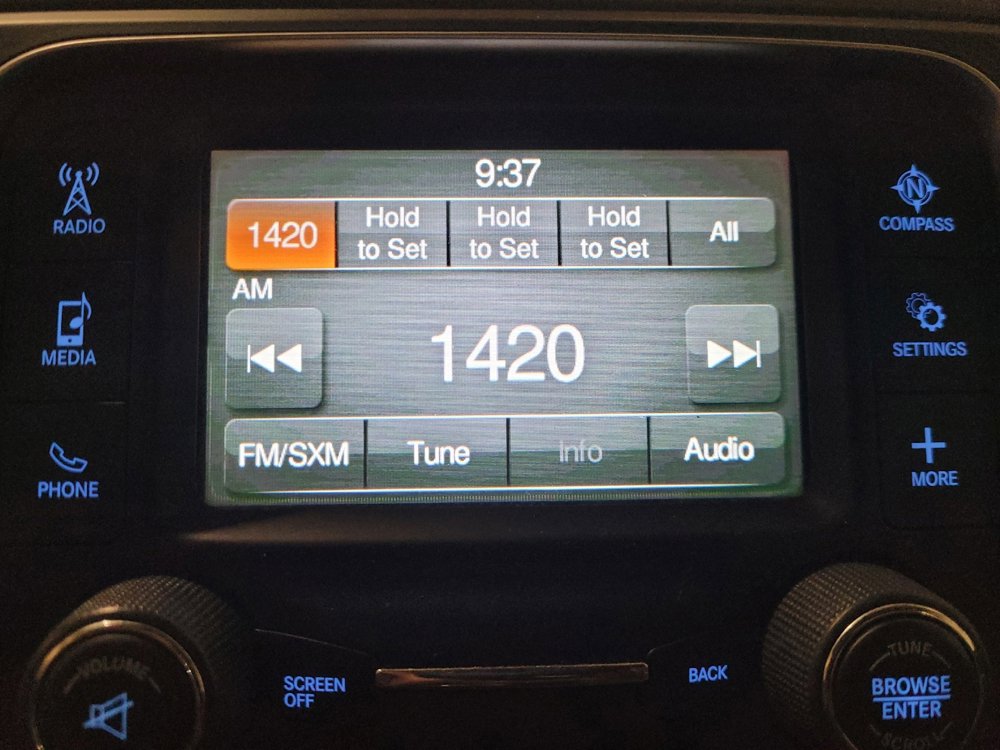 9:37
RADIO
COMPASS
N
1420
Hold
to Set
Hold
to Set
Hold
to Set
All
AM
MEDIA
1420
SETTINGS
FM/SXM
Tune
Info
Audio
PHONE
MORE
VOLUME
SCREEN
OFF
BACK
TUNE
BROWSE
ENTER
SCROLL